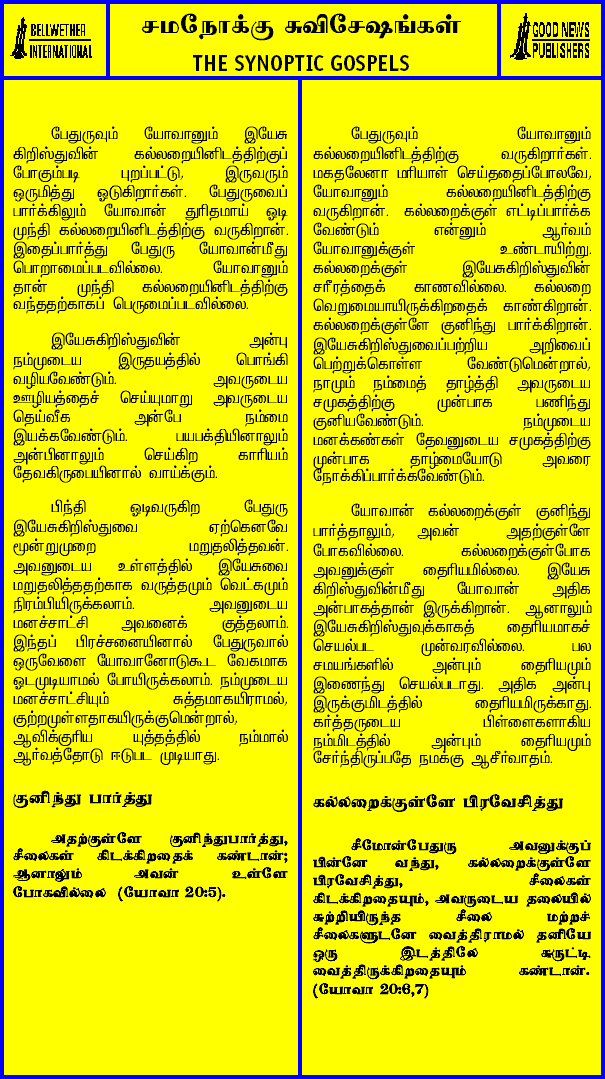 BELLWETHER
INTERNATIONAL
சமநோக்கு சுவிசேஷங்கள்
THE SYNOPTIC GOSPELS
GOOD NEWS
PUBLISHERS
பேதுருவும் யோவானும் இயேசு
கிறிஸ்துவின் கல்லறையினிடத்திற்குப்
போகும்படி புறப்பட்டு, இருவரும்
ஒருமித்து ஓடுகிறார்கள். பேதுருவைப்
பார்க்கிலும் யோவான் துரிதமாய் ஓடி
முந்தி கல்லறையினிடத்திற்கு வருகிறான்.
இதைப்பார்த்து பேதுரு யோவான்மீது
பொறாமைப்படவில்லை. யோவானும்
தான் முந்தி கல்லறையினிடத்திற்கு
வந்ததற்காகப் பெருமைப்படவில்லை.
இயேசுகிறிஸ்துவின் அன்பு
நம்முடைய இருதயத்தில் பொங்கி
வழியவேண்டும். அவருடைய
ஊழியத்தைச் செய்யுமாறு அவருடைய
தெய்வீக அன்பே நம்மை
இயக்கவேண்டும். பயபக்தியினாலும்
அன்பினாலும் செய்கிற காரியம்
தேவகிருபையினால் வாய்க்கும்.
பிந்தி ஓடிவருகிற பேதுரு
இயேசுகிறிஸ்துவை ஏற்கெனவே
மூன்றுமுறை மறுதலித்தவன்.
அவனுடைய உள்ளத்தில் இயேசுவை
மறுதலித்ததற்காக வருத்தமும் வெட்கமும்
நிரம்பியிருக்கலாம். அவனுடைய
மனச்சாட்சி அவனைக் குத்தலாம்.
இந்தப் பிரச்சனையினால் பேதுருவால்
ஒருவேளை யோவானோடுகூட வேகமாக
ஓடமுடியாமல் போயிருக்கலாம். நம்முடைய
மனச்சாட்சியும் சுத்தமாகயிராமல்,
குற்றமுள்ளதாகயிருக்குமென்றால்,
ஆவிக்குரிய யுத்தத்தில் நம்மால்
ஆர்வத்தோடு ஈடுபட முடியாது.
குனிந்து பார்த்து
அதற்குள்ளே குனிந்துபார்த்து,
சீலைகள் கிடக்கிறதைக் கண்டான்;
ஆனாலும் அவன் உள்ளே
போகவில்லை (யோவா 20:5).
பேதுருவும் யோவானும்
கல்லறையினிடத்திற்கு வருகிறார்கள்.
மகதலேனா மரியாள் செய்ததைப்போலவே,
யோவானும் கல்லறையினிடத்திற்கு
வருகிறான். கல்லறைக்குள் எட்டிப்பார்க்க
வேண்டும் என்னும் ஆர்வம்
யோவானுக்குள் உண்டாயிற்று.
கல்லறைக்குள் இயேசுகிறிஸ்துவின்
சரீரத்தைக் காணவில்லை. கல்லறை
வெறுமையாயிருக்கிறதைக் காண்கிறான்.
கல்லறைக்குள்ளே குனிந்து பார்க்கிறான்.
இயேசுகிறிஸ்துவைப்பற்றிய அறிவைப்
பெற்றுக்கொள்ள வேண்டுமென்றால்,
நாமும் நம்மைத் தாழ்த்தி அவருடைய
சமுகத்திற்கு முன்பாக பணிந்து
குனியவேண்டும். நம்முடைய
மனக்கண்கள் தேவனுடைய சமுகத்திற்கு
முன்பாக தாழ்மையோடு அவரை
நோக்கிப்பார்க்கவேண்டும்.
யோவான் கல்லறைக்குள் குனிந்து
பார்த்தாலும், அவன் அதற்குள்ளே
போகவில்லை. கல்லறைக்குள்போக
அவனுக்குள் தைரியமில்லை. இயேசு
கிறிஸ்துவின்மீது யோவான் அதிக
அன்பாகத்தான் இருக்கிறான். ஆனாலும்
இயேசுகிறிஸ்துவுக்காகத் தைரியமாகச்
செயல்பட முன்வரவில்லை. பல
சமயங்களில் அன்பும் தைரியமும்
இணைந்து செயல்படாது. அதிக அன்பு
இருக்குமிடத்தில் தைரியமிருக்காது.
கர்த்தருடைய பிள்ளைகளாகிய
நம்மிடத்தில் அன்பும் தைரியமும்
சேர்ந்திருப்பதே நமக்கு ஆசீர்வாதம்.
கல்லறைக்குள்ளே பிரவேசித்து
சீமோன்பேதுரு அவனுக்குப்
பின்னே வந்து, கல்லறைக்குள்ளே
பிரவேசித்து, சீலைகள்
கிடக்கிறதையும், அவருடைய தலையில்
சுற்றியிருந்த சீலை மற்றச்
சீலைகளுடனே வைத்திராமல் தனியே
ஒரு இடத்திலே சுருட்டி
வைத்திருக்கிறதையும் கண்டான்.
(யோவா 20:6,7)